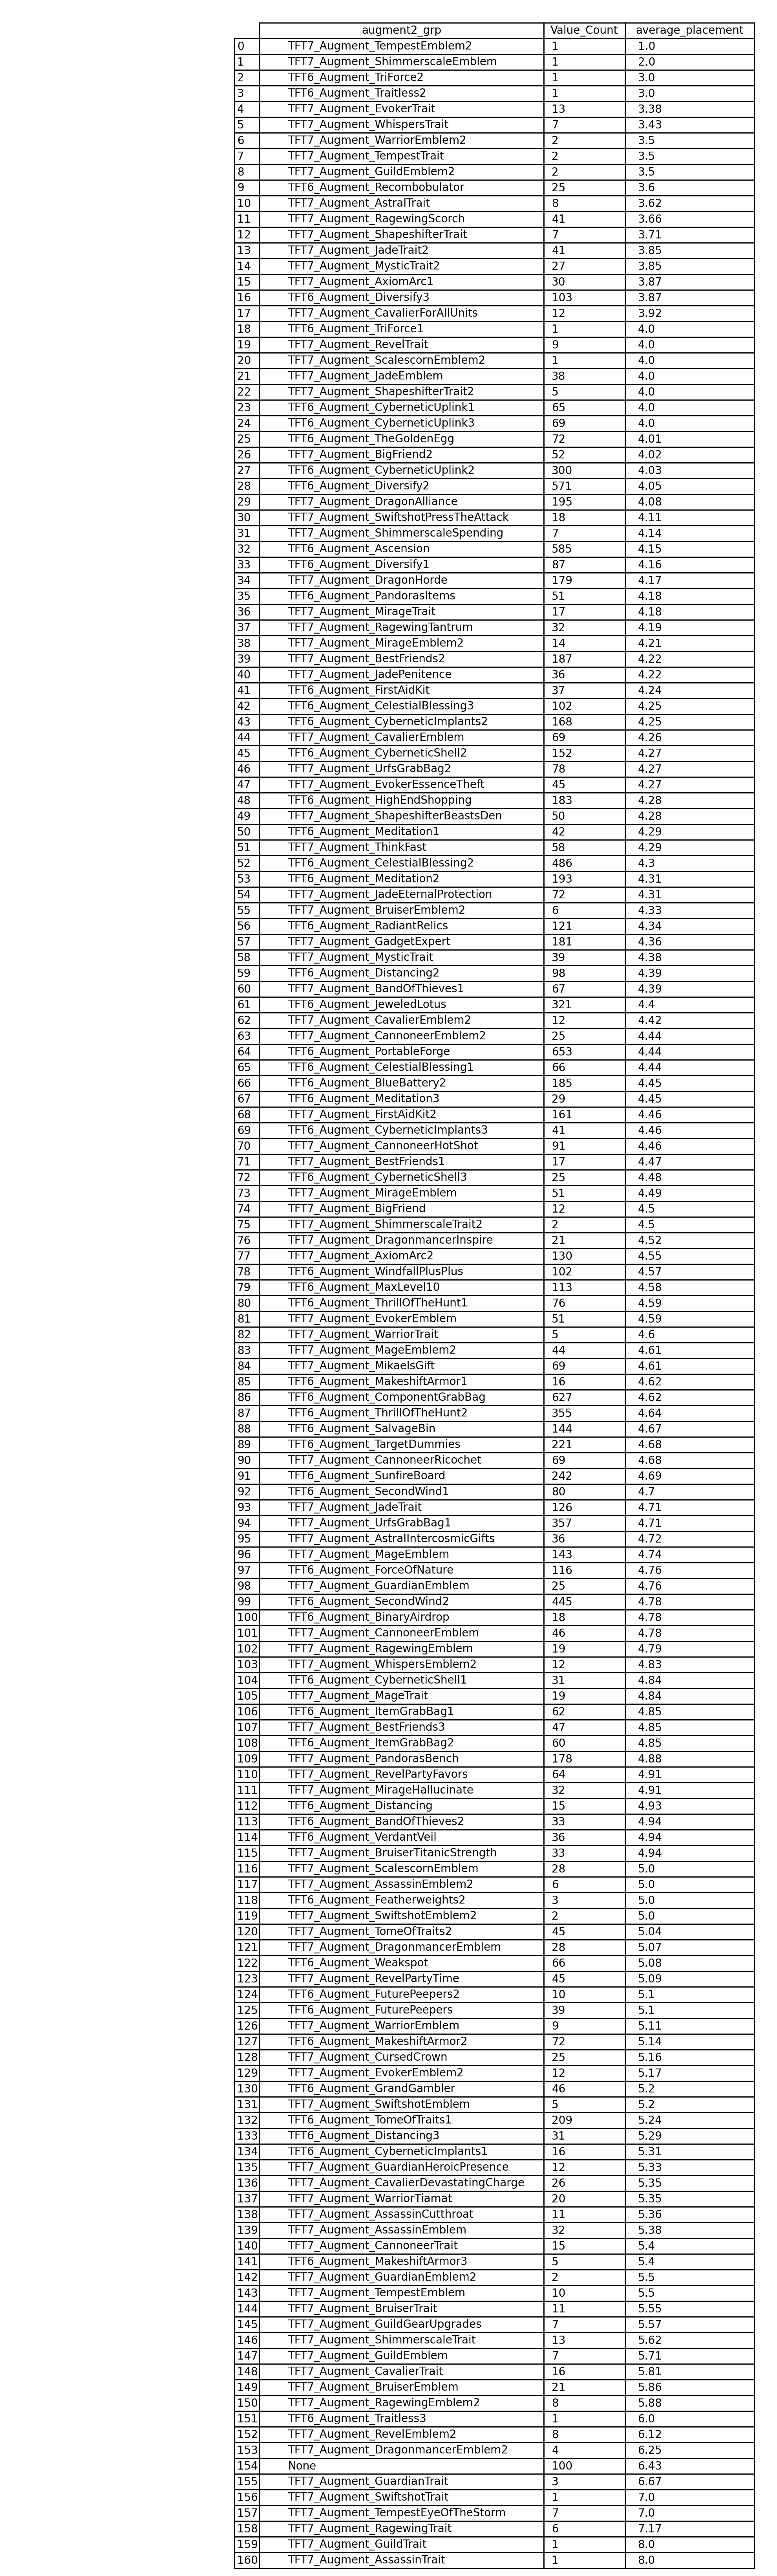 augment2_grp Value_Count average_placement
0 TFT7_Augment_TempestEmblem2 1 1.0
1 TFT7_Augment_ShimmerscaleEmblem 1 2.0
2 TFT6_Augment_TriForce2 1 3.0
3 TFT6_Augment_Traitless2 1 3.0
4 TFT7_Augment_EvokerTrait 13 3.38
5 TFT7_Augment_WhispersTrait 7 3.43
6 TFT7_Augment_WarriorEmblem2 2 3.5
7 TFT7_Augment_TempestTrait 2 3.5
8 TFT7_Augment_GuildEmblem2 2 3.5
9 TFT6_Augment_Recombobulator 25 3.6
10 TFT7_Augment_AstralTrait 8 3.62
11 TFT7_Augment_RagewingScorch 41 3.66
12 TFT7_Augment_ShapeshifterTrait 7 3.71
13 TFT7_Augment_JadeTrait2 41 3.85
14 TFT7_Augment_MysticTrait2 27 3.85
15 TFT7_Augment_AxiomArc1 30 3.87
16 TFT6_Augment_Diversify3 103 3.87
17 TFT7_Augment_CavalierForAllUnits 12 3.92
18 TFT6_Augment_TriForce1 1 4.0
19 TFT7_Augment_RevelTrait 9 4.0
20 TFT7_Augment_ScalescornEmblem2 1 4.0
21 TFT7_Augment_JadeEmblem 38 4.0
22 TFT7_Augment_ShapeshifterTrait2 5 4.0
23 TFT6_Augment_CyberneticUplink1 65 4.0
24 TFT6_Augment_CyberneticUplink3 69 4.0
25 TFT6_Augment_TheGoldenEgg 72 4.01
26 TFT7_Augment_BigFriend2 52 4.02
27 TFT6_Augment_CyberneticUplink2 300 4.03
28 TFT6_Augment_Diversify2 571 4.05
29 TFT7_Augment_DragonAlliance 195 4.08
30 TFT7_Augment_SwiftshotPressTheAttack 18 4.11
31 TFT7_Augment_ShimmerscaleSpending 7 4.14
32 TFT6_Augment_Ascension 585 4.15
33 TFT6_Augment_Diversify1 87 4.16
34 TFT7_Augment_DragonHorde 179 4.17
35 TFT6_Augment_PandorasItems 51 4.18
36 TFT7_Augment_MirageTrait 17 4.18
37 TFT7_Augment_RagewingTantrum 32 4.19
38 TFT7_Augment_MirageEmblem2 14 4.21
39 TFT7_Augment_BestFriends2 187 4.22
40 TFT7_Augment_JadePenitence 36 4.22
41 TFT6_Augment_FirstAidKit 37 4.24
42 TFT6_Augment_CelestialBlessing3 102 4.25
43 TFT6_Augment_CyberneticImplants2 168 4.25
44 TFT7_Augment_CavalierEmblem 69 4.26
45 TFT6_Augment_CyberneticShell2 152 4.27
46 TFT7_Augment_UrfsGrabBag2 78 4.27
47 TFT7_Augment_EvokerEssenceTheft 45 4.27
48 TFT6_Augment_HighEndShopping 183 4.28
49 TFT7_Augment_ShapeshifterBeastsDen 50 4.28
50 TFT6_Augment_Meditation1 42 4.29
51 TFT7_Augment_ThinkFast 58 4.29
52 TFT6_Augment_CelestialBlessing2 486 4.3
53 TFT6_Augment_Meditation2 193 4.31
54 TFT7_Augment_JadeEternalProtection 72 4.31
55 TFT7_Augment_BruiserEmblem2 6 4.33
56 TFT6_Augment_RadiantRelics 121 4.34
57 TFT7_Augment_GadgetExpert 181 4.36
58 TFT7_Augment_MysticTrait 39 4.38
59 TFT6_Augment_Distancing2 98 4.39
60 TFT7_Augment_BandOfThieves1 67 4.39
61 TFT6_Augment_JeweledLotus 321 4.4
62 TFT7_Augment_CavalierEmblem2 12 4.42
63 TFT7_Augment_CannoneerEmblem2 25 4.44
64 TFT6_Augment_PortableForge 653 4.44
65 TFT6_Augment_CelestialBlessing1 66 4.44
66 TFT6_Augment_BlueBattery2 185 4.45
67 TFT6_Augment_Meditation3 29 4.45
68 TFT7_Augment_FirstAidKit2 161 4.46
69 TFT6_Augment_CyberneticImplants3 41 4.46
70 TFT7_Augment_CannoneerHotShot 91 4.46
71 TFT7_Augment_BestFriends1 17 4.47
72 TFT6_Augment_CyberneticShell3 25 4.48
73 TFT7_Augment_MirageEmblem 51 4.49
74 TFT7_Augment_BigFriend 12 4.5
75 TFT7_Augment_ShimmerscaleTrait2 2 4.5
76 TFT7_Augment_DragonmancerInspire 21 4.52
77 TFT7_Augment_AxiomArc2 130 4.55
78 TFT6_Augment_WindfallPlusPlus 102 4.57
79 TFT6_Augment_MaxLevel10 113 4.58
80 TFT6_Augment_ThrillOfTheHunt1 76 4.59
81 TFT7_Augment_EvokerEmblem 51 4.59
82 TFT7_Augment_WarriorTrait 5 4.6
83 TFT7_Augment_MageEmblem2 44 4.61
84 TFT7_Augment_MikaelsGift 69 4.61
85 TFT6_Augment_MakeshiftArmor1 16 4.62
86 TFT6_Augment_ComponentGrabBag 627 4.62
87 TFT6_Augment_ThrillOfTheHunt2 355 4.64
88 TFT6_Augment_SalvageBin 144 4.67
89 TFT6_Augment_TargetDummies 221 4.68
90 TFT7_Augment_CannoneerRicochet 69 4.68
91 TFT6_Augment_SunfireBoard 242 4.69
92 TFT6_Augment_SecondWind1 80 4.7
93 TFT7_Augment_JadeTrait 126 4.71
94 TFT7_Augment_UrfsGrabBag1 357 4.71
95 TFT7_Augment_AstralIntercosmicGifts 36 4.72
96 TFT7_Augment_MageEmblem 143 4.74
97 TFT6_Augment_ForceOfNature 116 4.76
98 TFT7_Augment_GuardianEmblem 25 4.76
99 TFT6_Augment_SecondWind2 445 4.78
100 TFT6_Augment_BinaryAirdrop 18 4.78
101 TFT7_Augment_CannoneerEmblem 46 4.78
102 TFT7_Augment_RagewingEmblem 19 4.79
103 TFT7_Augment_WhispersEmblem2 12 4.83
104 TFT6_Augment_CyberneticShell1 31 4.84
105 TFT7_Augment_MageTrait 19 4.84
106 TFT6_Augment_ItemGrabBag1 62 4.85
107 TFT7_Augment_BestFriends3 47 4.85
108 TFT6_Augment_ItemGrabBag2 60 4.85
109 TFT7_Augment_PandorasBench 178 4.88
110 TFT7_Augment_RevelPartyFavors 64 4.91
111 TFT7_Augment_MirageHallucinate 32 4.91
112 TFT6_Augment_Distancing 15 4.93
113 TFT6_Augment_BandOfThieves2 33 4.94
114 TFT6_Augment_VerdantVeil 36 4.94
115 TFT7_Augment_BruiserTitanicStrength 33 4.94
116 TFT7_Augment_ScalescornEmblem 28 5.0
117 TFT7_Augment_AssassinEmblem2 6 5.0
118 TFT6_Augment_Featherweights2 3 5.0
119 TFT7_Augment_SwiftshotEmblem2 2 5.0
120 TFT7_Augment_TomeOfTraits2 45 5.04
121 TFT7_Augment_DragonmancerEmblem 28 5.07
122 TFT6_Augment_Weakspot 66 5.08
123 TFT7_Augment_RevelPartyTime 45 5.09
124 TFT6_Augment_FuturePeepers2 10 5.1
125 TFT6_Augment_FuturePeepers 39 5.1
126 TFT7_Augment_WarriorEmblem 9 5.11
127 TFT6_Augment_MakeshiftArmor2 72 5.14
128 TFT7_Augment_CursedCrown 25 5.16
129 TFT7_Augment_EvokerEmblem2 12 5.17
130 TFT6_Augment_GrandGambler 46 5.2
131 TFT7_Augment_SwiftshotEmblem 5 5.2
132 TFT6_Augment_TomeOfTraits1 209 5.24
133 TFT6_Augment_Distancing3 31 5.29
134 TFT6_Augment_CyberneticImplants1 16 5.31
135 TFT7_Augment_GuardianHeroicPresence 12 5.33
136 TFT7_Augment_CavalierDevastatingCharge 26 5.35
137 TFT7_Augment_WarriorTiamat 20 5.35
138 TFT7_Augment_AssassinCutthroat 11 5.36
139 TFT7_Augment_AssassinEmblem 32 5.38
140 TFT7_Augment_CannoneerTrait 15 5.4
141 TFT6_Augment_MakeshiftArmor3 5 5.4
142 TFT7_Augment_GuardianEmblem2 2 5.5
143 TFT7_Augment_TempestEmblem 10 5.5
144 TFT7_Augment_BruiserTrait 11 5.55
145 TFT7_Augment_GuildGearUpgrades 7 5.57
146 TFT7_Augment_ShimmerscaleTrait 13 5.62
147 TFT7_Augment_GuildEmblem 7 5.71
148 TFT7_Augment_CavalierTrait 16 5.81
149 TFT7_Augment_BruiserEmblem 21 5.86
150 TFT7_Augment_RagewingEmblem2 8 5.88
151 TFT6_Augment_Traitless3 1 6.0
152 TFT7_Augment_RevelEmblem2 8 6.12
153 TFT7_Augment_DragonmancerEmblem2 4 6.25
154 None 100 6.43
155 TFT7_Augment_GuardianTrait 3 6.67
156 TFT7_Augment_SwiftshotTrait 1 7.0
157 TFT7_Augment_TempestEyeOfTheStorm 7 7.0
158 TFT7_Augment_RagewingTrait 6 7.17
159 TFT7_Augment_GuildTrait 1 8.0
160 TFT7_Augment_AssassinTrait 1 8.0